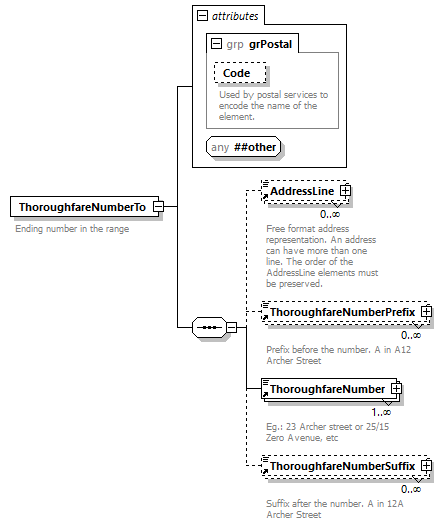 attributes
grp grPostal
Code
Used by postal services to
encode the name of the
element.
any ##other
ThoroughfareNumberTo
Ending number in the range
AddressLine
0..∞
Free format address
representation. An address
can have more than one
line. The order of the
AddressLine elements must
be preserved.
ThoroughfareNumberPrefix
0..∞
Prefix before the number. A in A12
Archer Street
ThoroughfareNumber
1..∞
Eg.: 23 Archer street or 25/15
Zero Avenue, etc
ThoroughfareNumberSuffix
0..∞
Suffix after the number. A in 12A
Archer Street